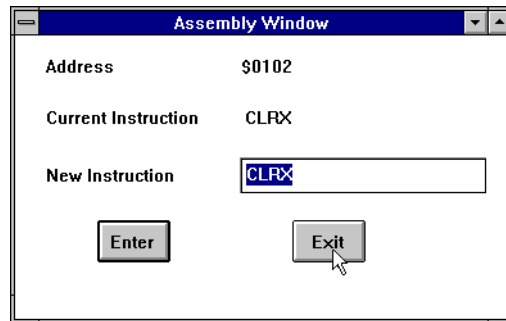 Assembly Window
Address $0102
Current Instruction CLRX
New Instruction CLRX
Enter Exit